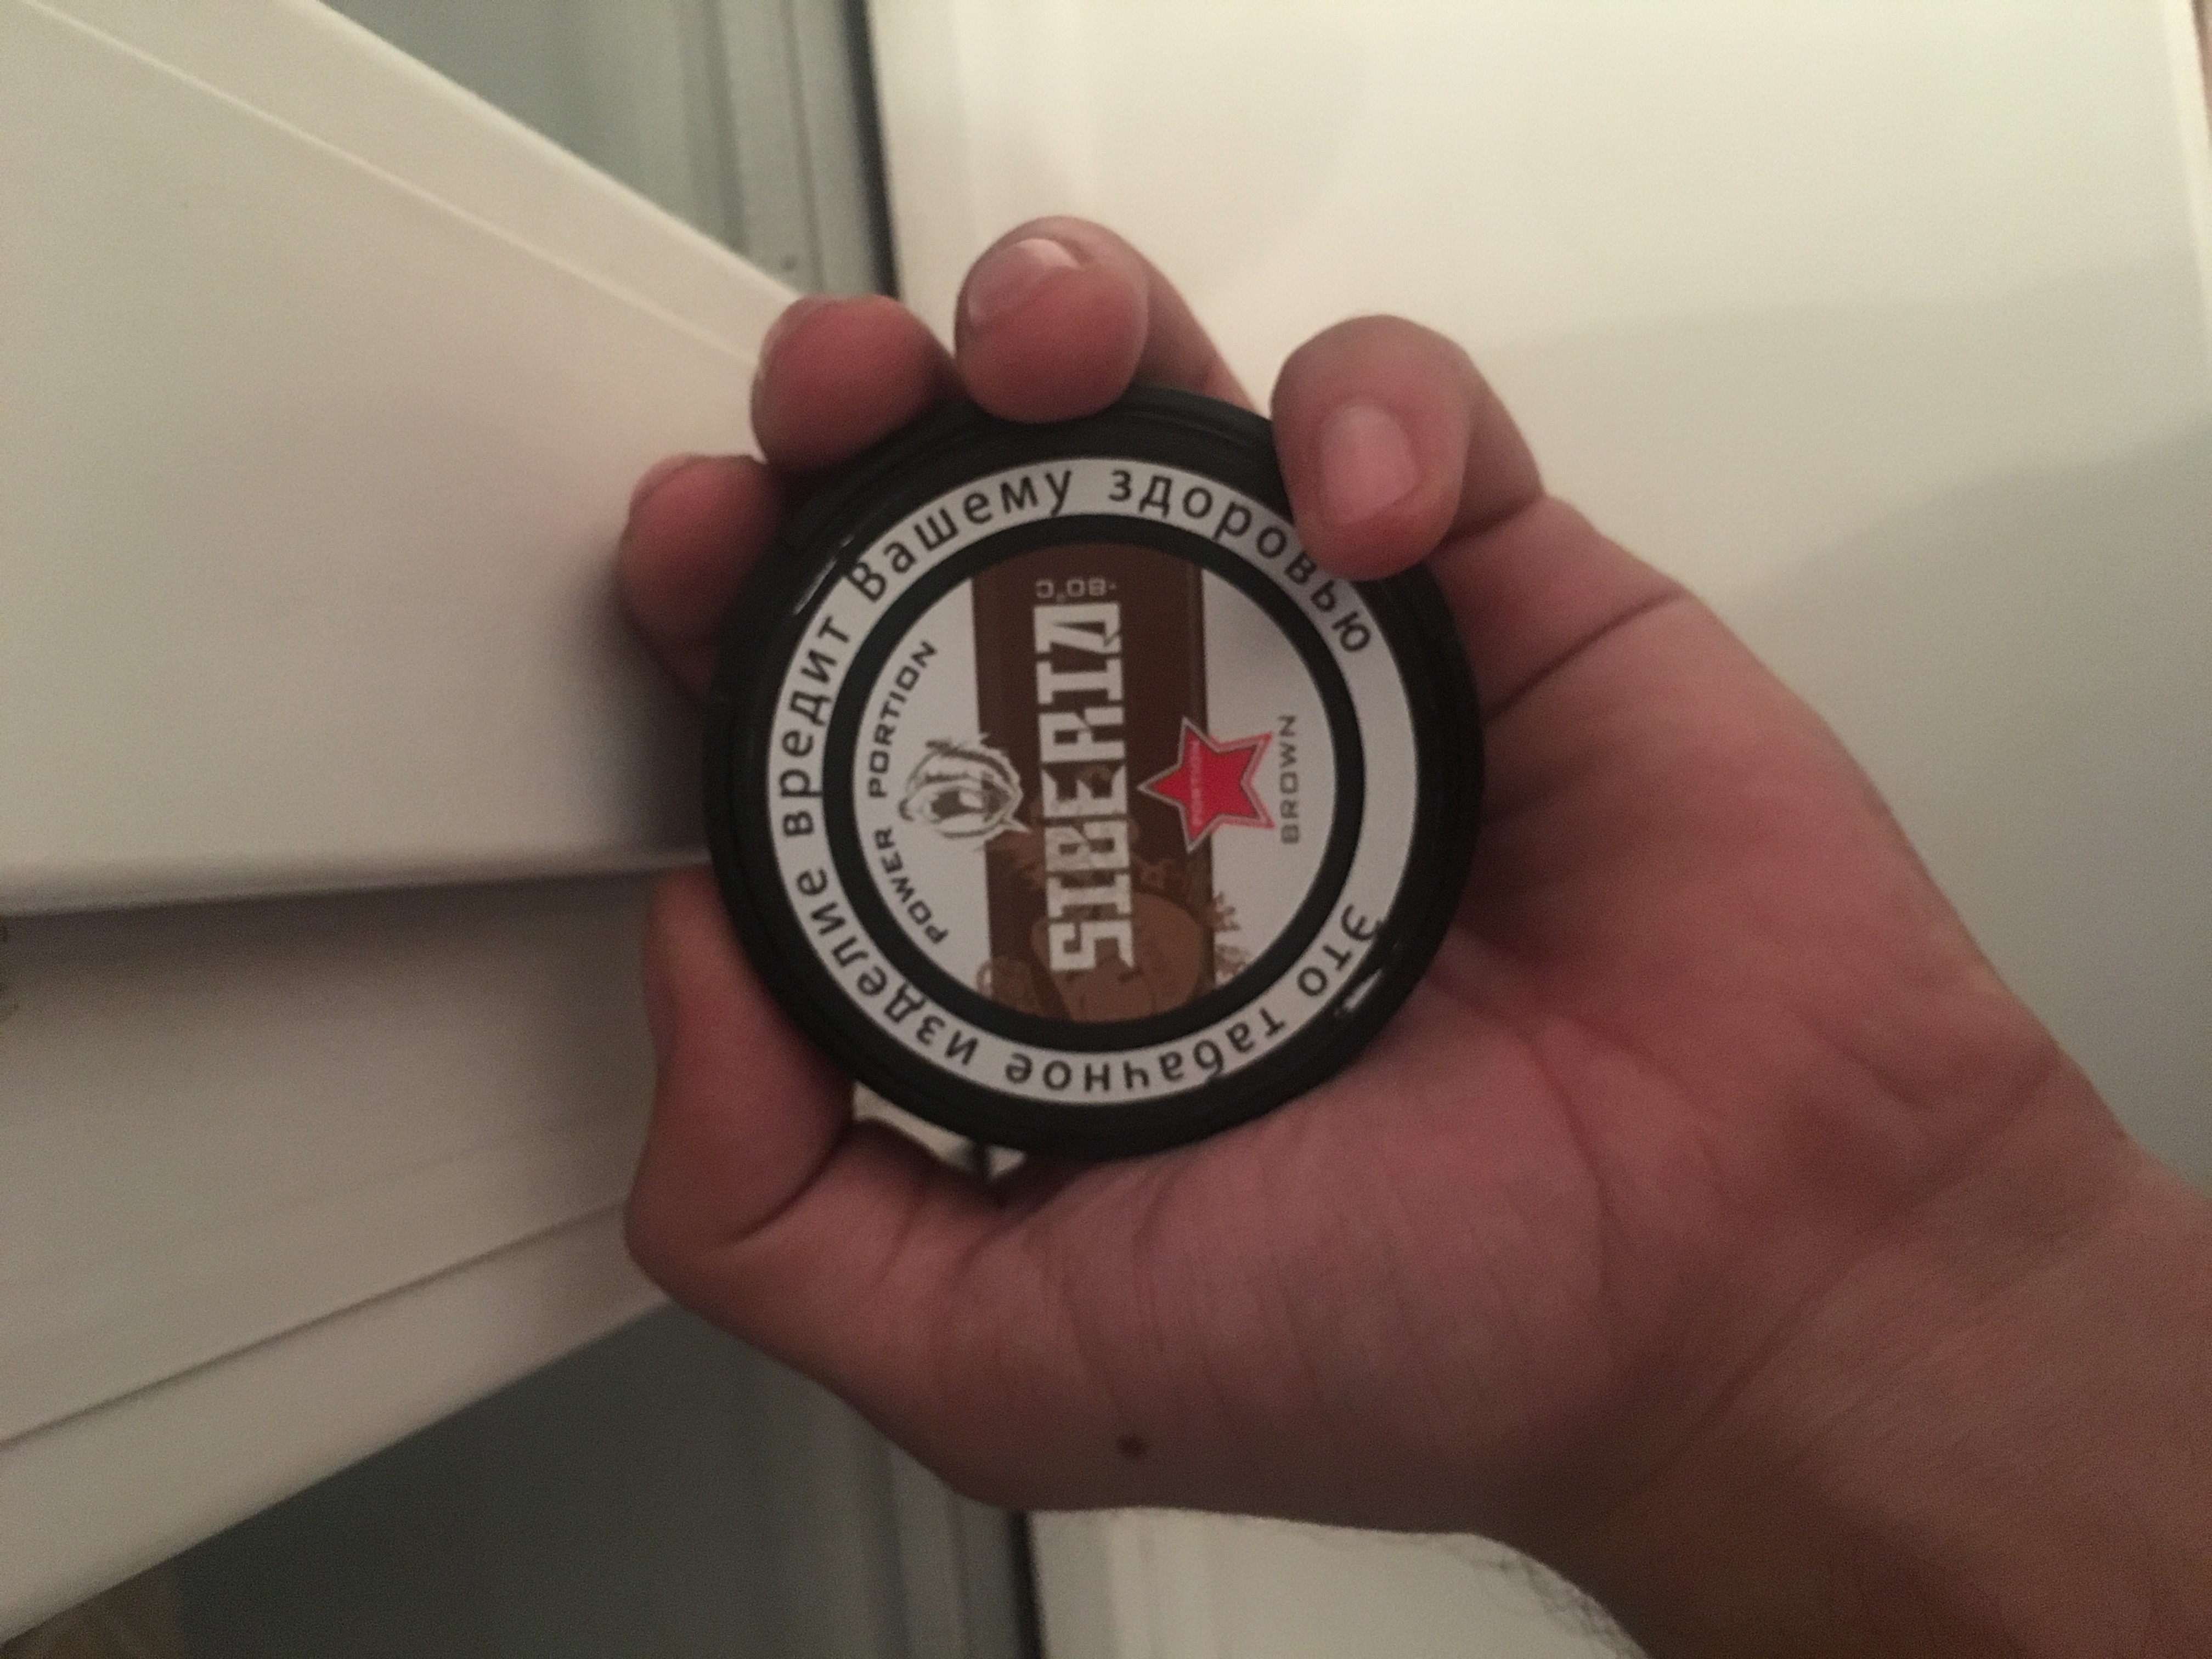 Это табачное изделие вредит Вашему здоровью
-80°C
SIBERIA
BROWN
POWER PORTION